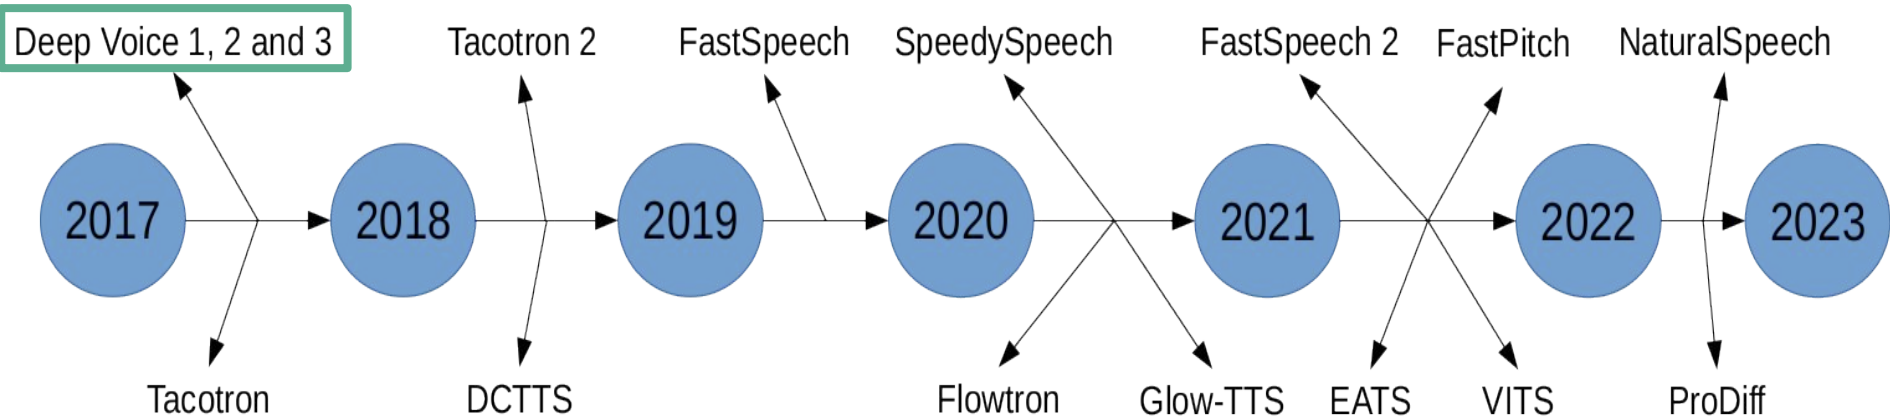 Deep Voice 1, 2 and 3
Tacotron 2
FastSpeech
SpeedySpeech
FastSpeech 2
FastPitch
NaturalSpeech
2017
2018
2019
2020
2021
2022
2023
Tacotron
DCTTS
Flowtron
Glow-TTS
EATS
VITS
ProDiff